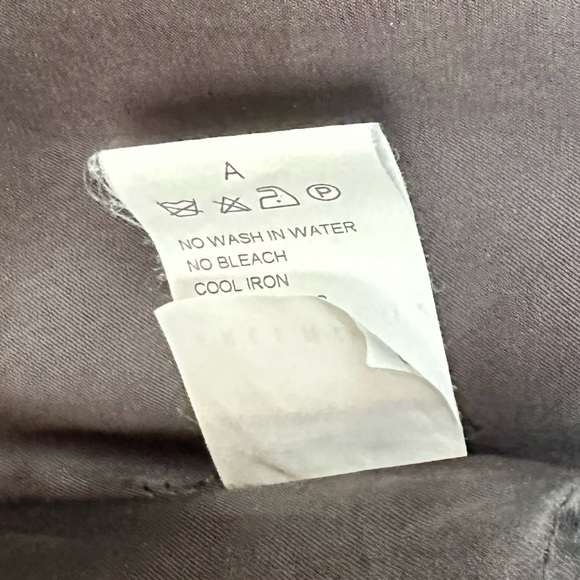 A
P
NO WASH IN WATER
NO BLEACH
COOL IRON